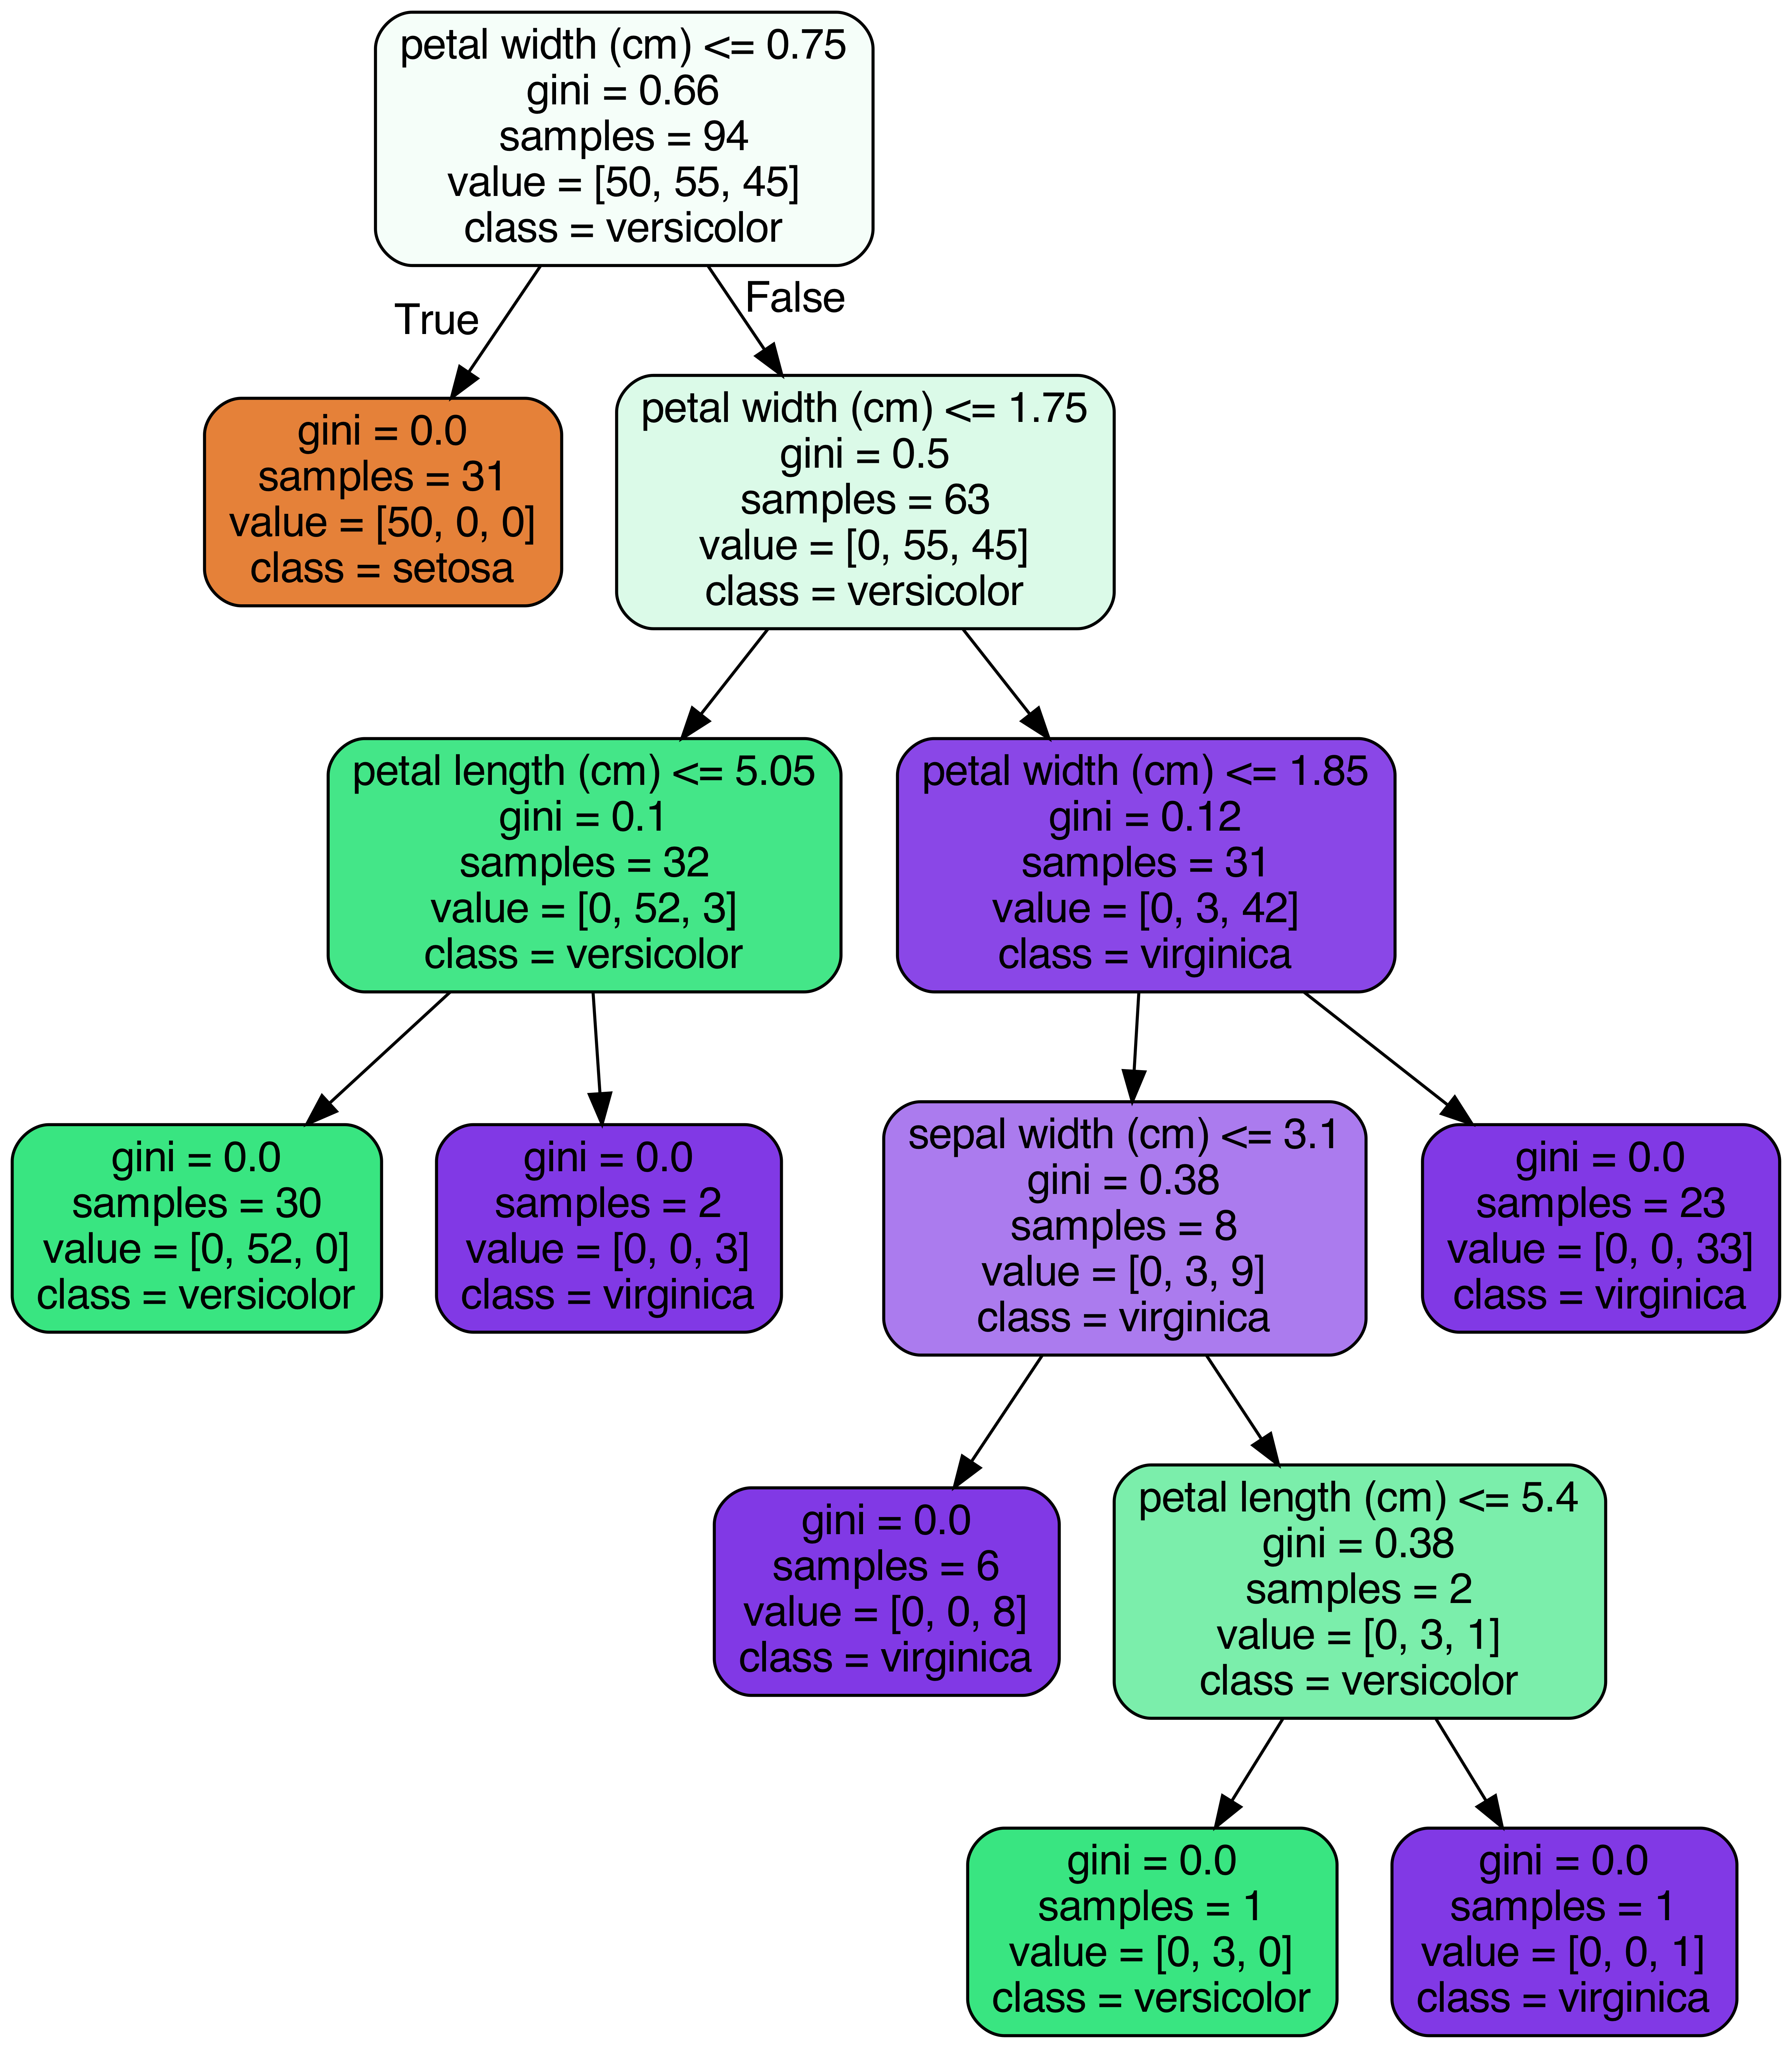 petal width (cm) <= 0.75
gini = 0.66
samples = 94
value = [50, 55, 45]
class = versicolor
True
False
gini = 0.0
samples = 31
value = [50, 0, 0]
class = setosa
petal width (cm) <= 1.75
gini = 0.5
samples = 63
value = [0, 55, 45]
class = versicolor
petal length (cm) <= 5.05
gini = 0.1
samples = 32
value = [0, 52, 3]
class = versicolor
petal width (cm) <= 1.85
gini = 0.12
samples = 31
value = [0, 3, 42]
class = virginica
gini = 0.0
samples = 30
value = [0, 52, 0]
class = versicolor
gini = 0.0
samples = 2
value = [0, 0, 3]
class = virginica
sepal width (cm) <= 3.1
gini = 0.38
samples = 8
value = [0, 3, 9]
class = virginica
gini = 0.0
samples = 23
value = [0, 0, 33]
class = virginica
gini = 0.0
samples = 6
value = [0, 0, 8]
class = virginica
petal length (cm) <= 5.4
gini = 0.38
samples = 2
value = [0, 3, 1]
class = versicolor
gini = 0.0
samples = 1
value = [0, 3, 0]
class = versicolor
gini = 0.0
samples = 1
value = [0, 0, 1]
class = virginica